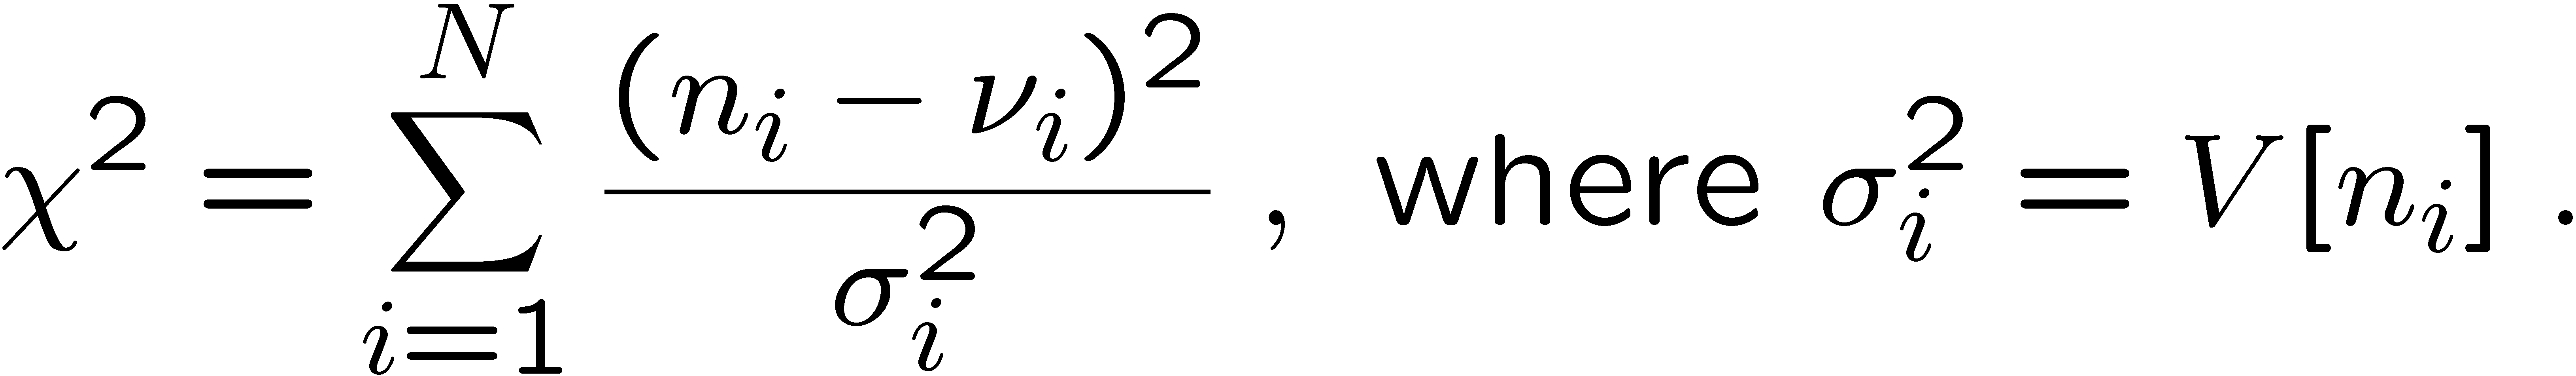 χ² = ∑_{i=1}^{N} (n_i − ν_i)² / σ_i² , where σ_i² = V[n_i] .